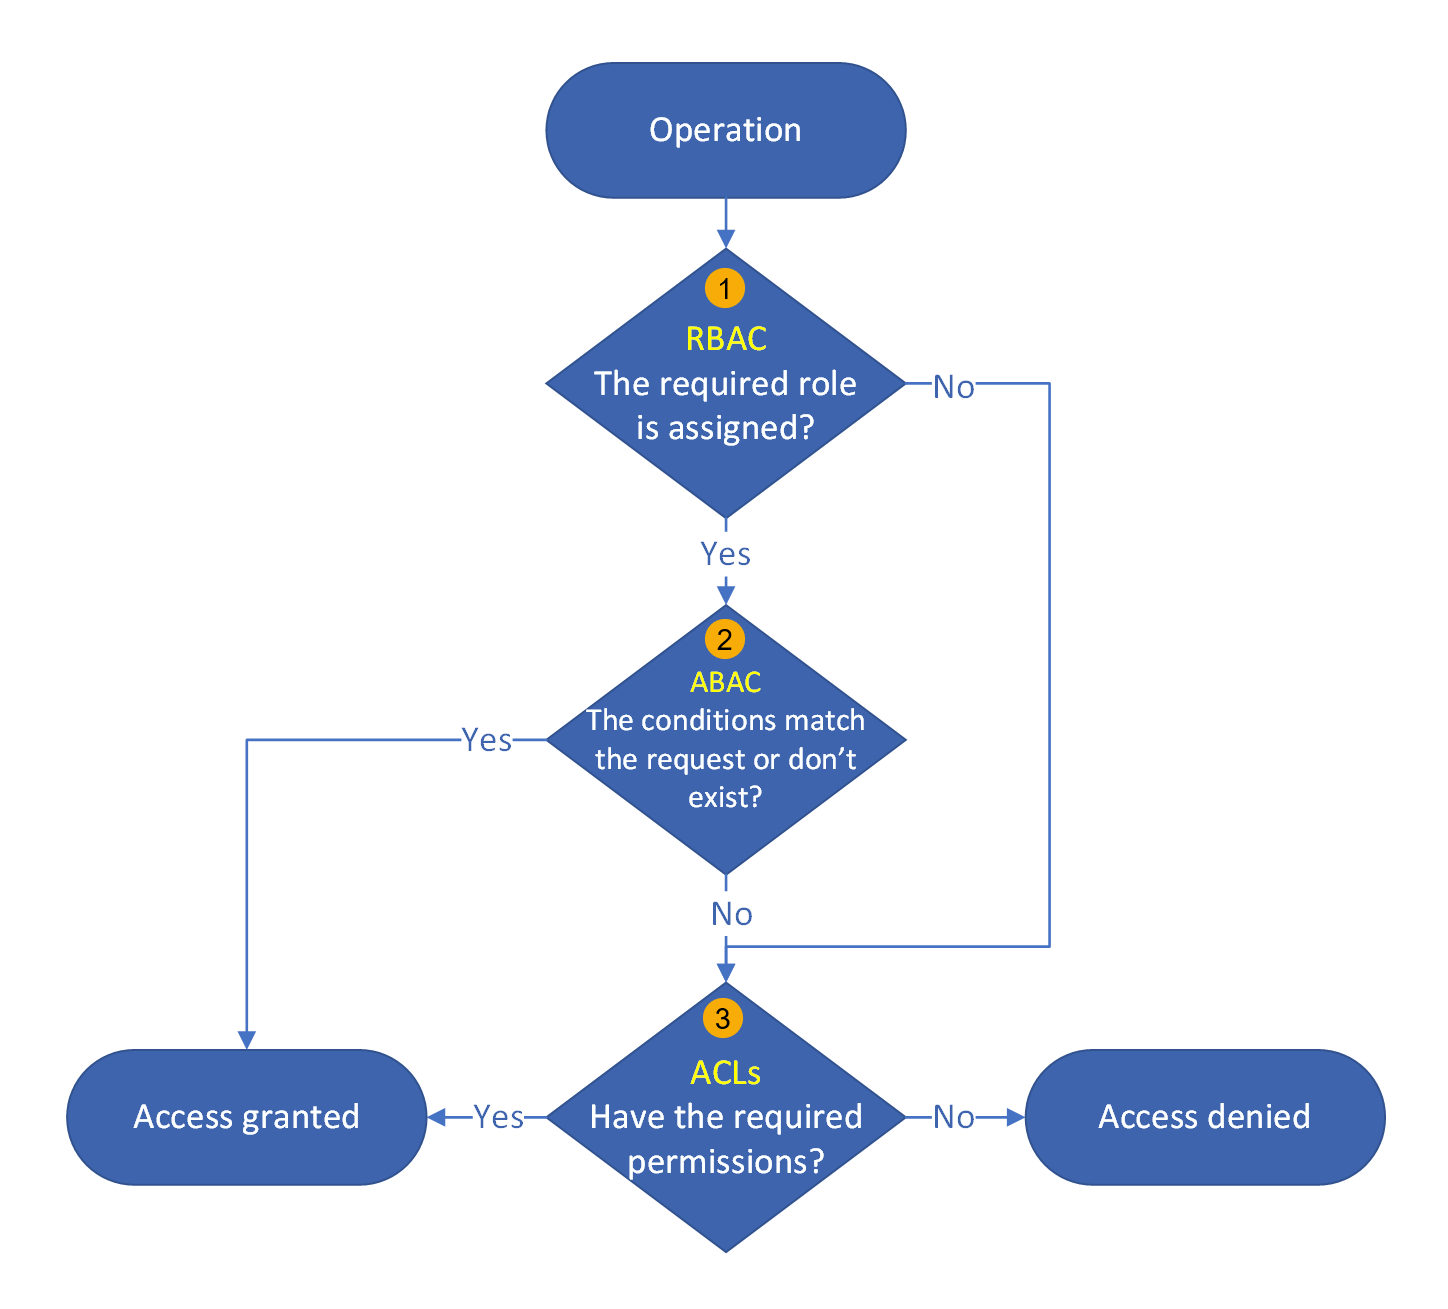 Operation
1
RBAC
The required role
is assigned?
No
Yes
2
ABAC
The conditions match
the request or don’t
exist?
Yes
No
3
ACLs
Have the required
permissions?
Yes
No
Access granted
Access denied